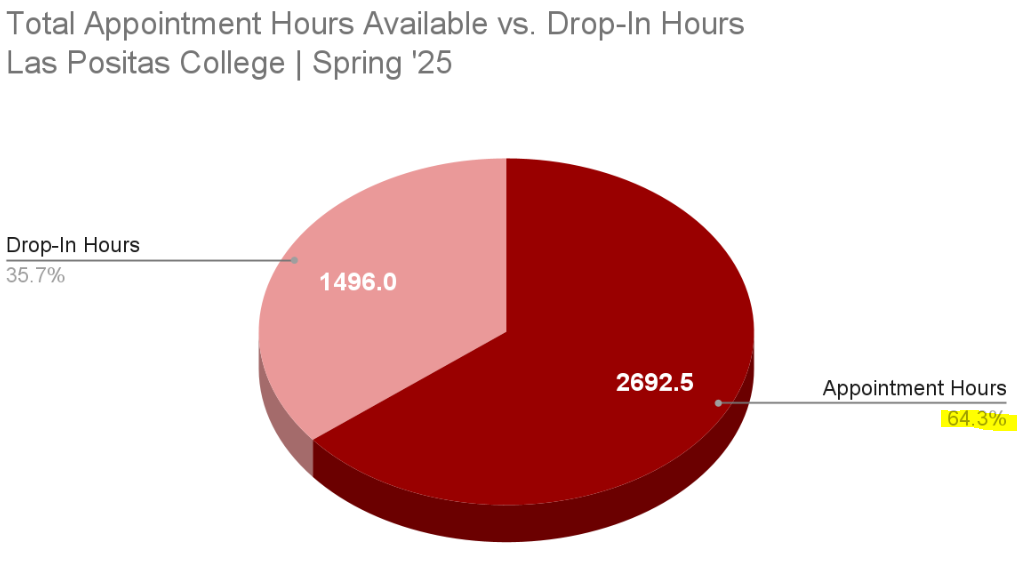 Total Appointment Hours Available vs. Drop-In Hours
Las Positas College | Spring '25
Drop-In Hours
35.7%
1496.0
2692.5
Appointment Hours
64.3%